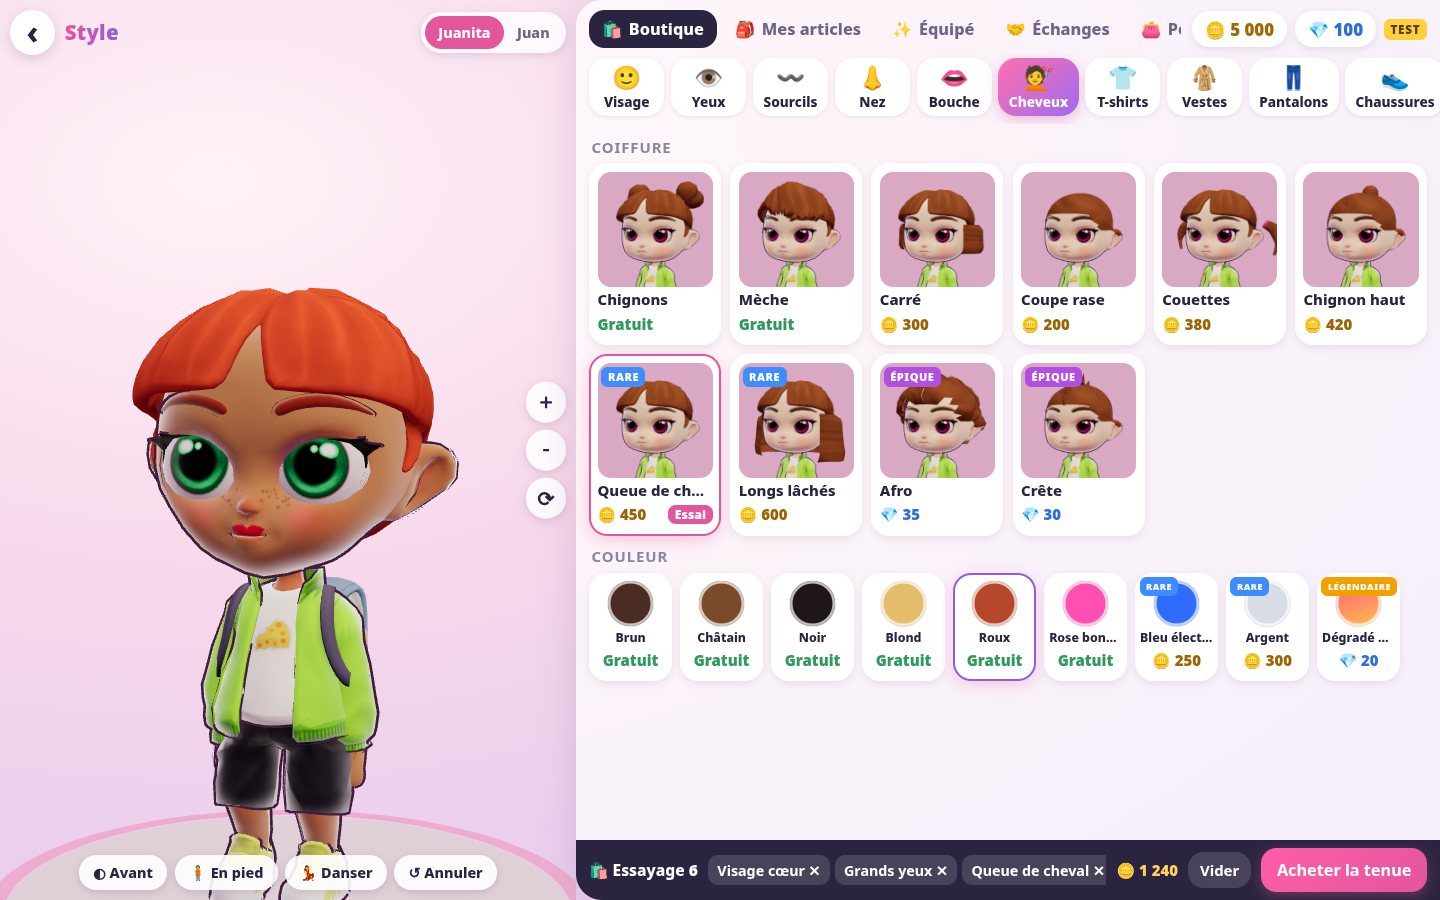 ‹ Style
Juanita Juan
Boutique Mes articles Équipé Échanges
5 000 100 TEST
Visage Yeux Sourcils Nez Bouche Cheveux T-shirts Vestes Pantalons Chaussures
COIFFURE
Chignons Mèche Carré Coupe rase Couettes Chignon haut
Gratuit Gratuit 300 200 380 420
RARE RARE ÉPIQUE ÉPIQUE
Queue de ch... Longs lâchés Afro Crête
450 Essai 600 35 30
COULEUR
RARE RARE LÉGENDAIRE
Brun Châtain Noir Blond Roux Rose bon... Bleu élect... Argent Dégradé ...
Gratuit Gratuit Gratuit Gratuit Gratuit Gratuit 250 300 20
+
-
⟳
Avant En pied Danser ↺ Annuler
Essayage 6 Visage cœur ✕ Grands yeux ✕ Queue de cheval ✕ 1 240 Vider Acheter la tenue